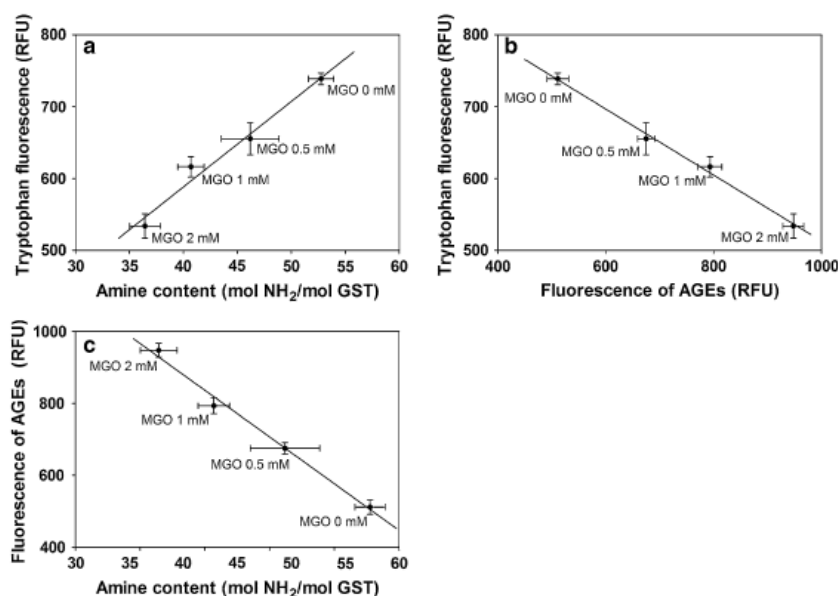 a
Tryptophan fluorescence (RFU)
800
700
600
500
MGO 0 mM
MGO 0.5 mM
MGO 1 mM
MGO 2 mM
30 35 40 45 50 55 60
Amine content (mol NH₂/mol GST)
b
Tryptophan fluorescence (RFU)
800
700
600
500
MGO 0 mM
MGO 0.5 mM
MGO 1 mM
MGO 2 mM
400 600 800 1000
Fluorescence of AGEs (RFU)
c
Fluorescence of AGEs (RFU)
1000
800
600
400
MGO 2 mM
MGO 1 mM
MGO 0.5 mM
MGO 0 mM
30 35 40 45 50 60
Amine content (mol NH₂/mol GST)